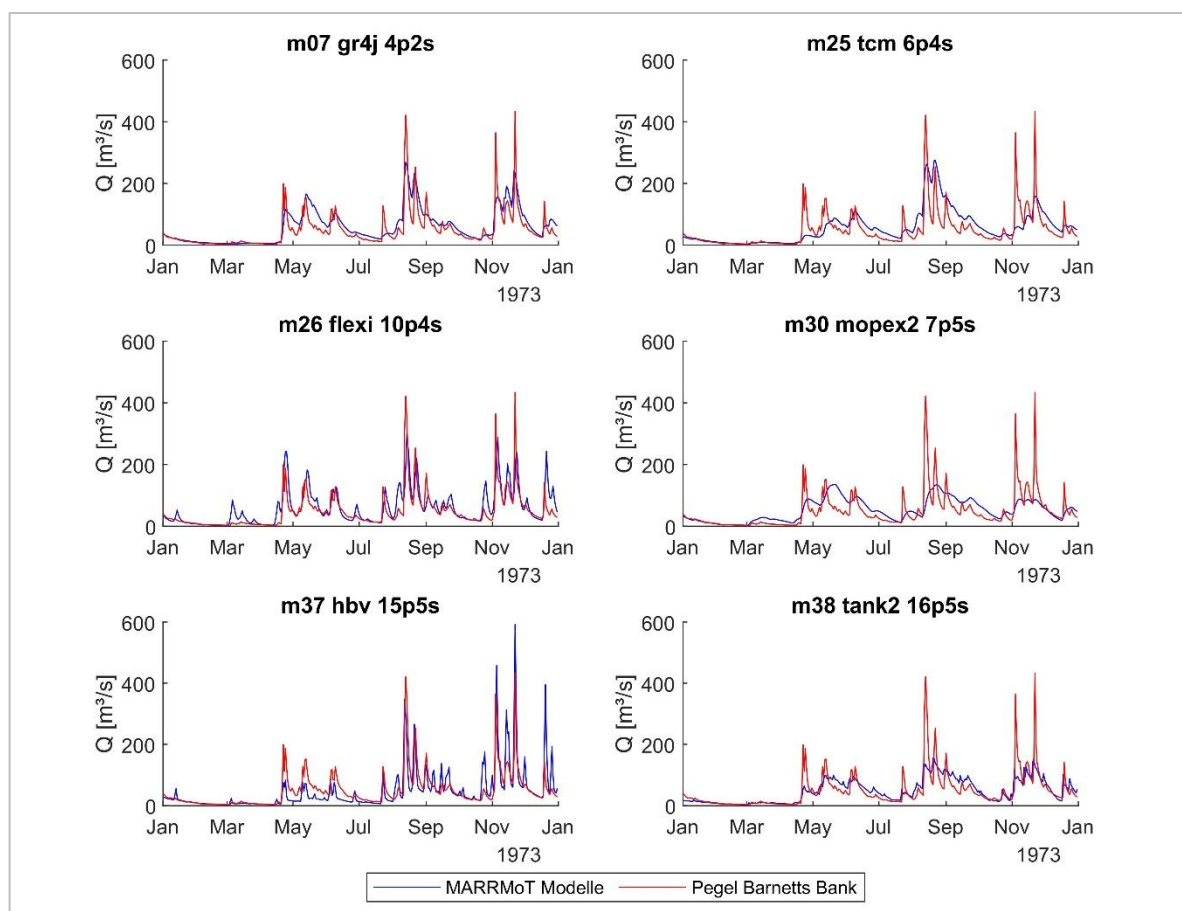 m07 gr4j 4p2s
600
400
200
0
Q [m³/s]
Jan Mar May Jul Sep Nov Jan
1973
m25 tcm 6p4s
600
400
200
0
Q [m³/s]
Jan Mar May Jul Sep Nov Jan
1973
m26 flexi 10p4s
600
400
200
0
Q [m³/s]
Jan Mar May Jul Sep Nov Jan
1973
m30 mopex2 7p5s
600
400
200
0
Q [m³/s]
Jan Mar May Jul Sep Nov Jan
1973
m37 hbv 15p5s
600
400
200
0
Q [m³/s]
Jan Mar May Jul Sep Nov Jan
1973
m38 tank2 16p5s
600
400
200
0
Q [m³/s]
Jan Mar May Jul Sep Nov Jan
1973
MARRMoT Modelle Pegel Barnetts Bank